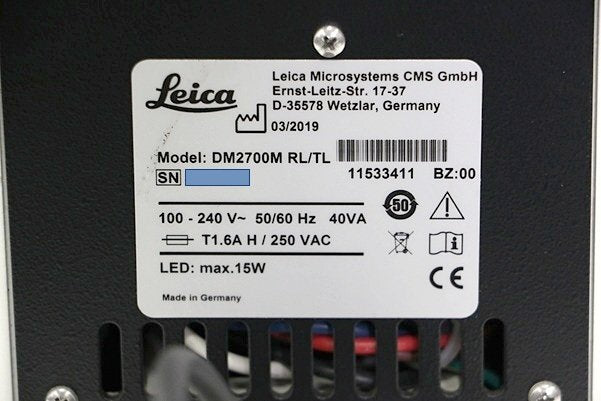 Leica
Leica Microsystems CMS GmbH
Ernst-Leitz-Str. 17-37
D-35578 Wetzlar, Germany
03/2019
Model: DM2700M RL/TL
SN
11533411 BZ:00
50
100 - 240 V~ 50/60 Hz 40VA
T1.6A H / 250 VAC
LED: max.15W
CE
Made in Germany